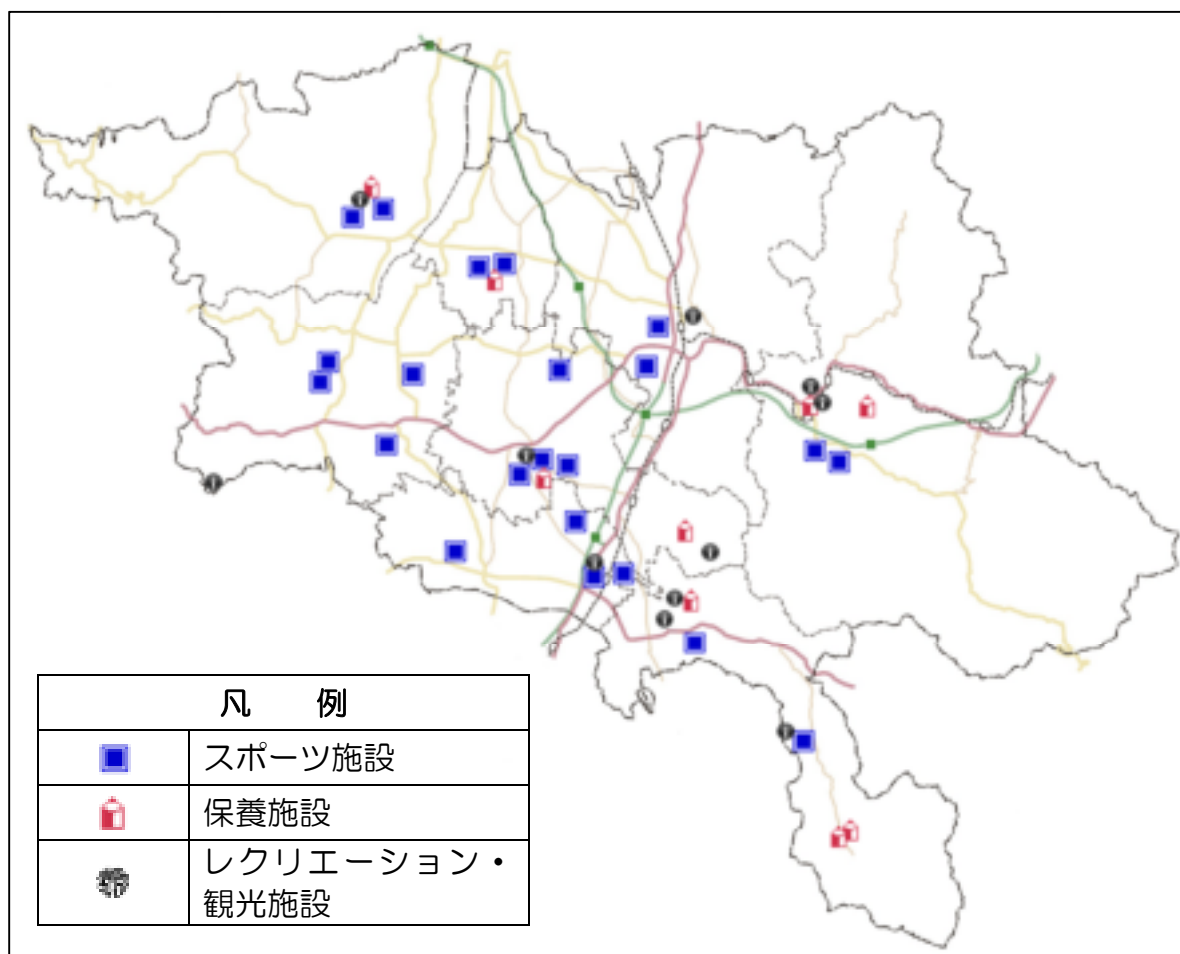 凡　例
スポーツ施設
保養施設
レクリエーション・
観光施設